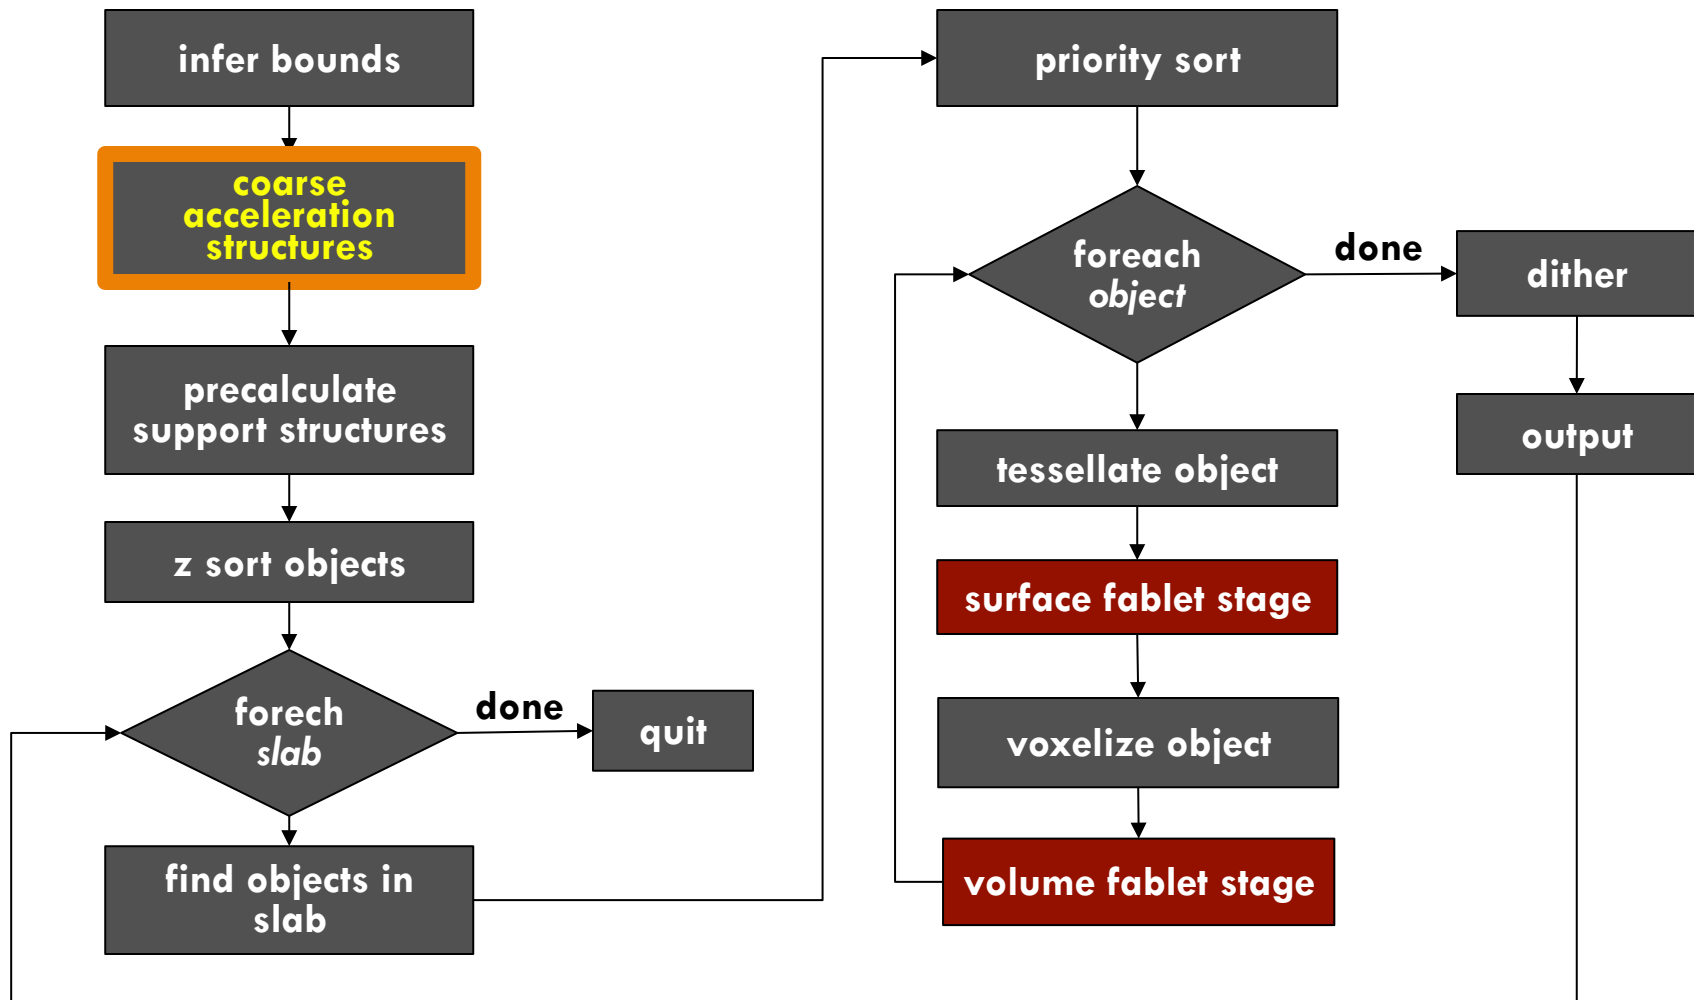 infer bounds
coarse
acceleration
structures
precalculate
support structures
z sort objects
forech
slab
done
quit
find objects in
slab
priority sort
foreach
object
done
dither
output
tessellate object
surface fablet stage
voxelize object
volume fablet stage